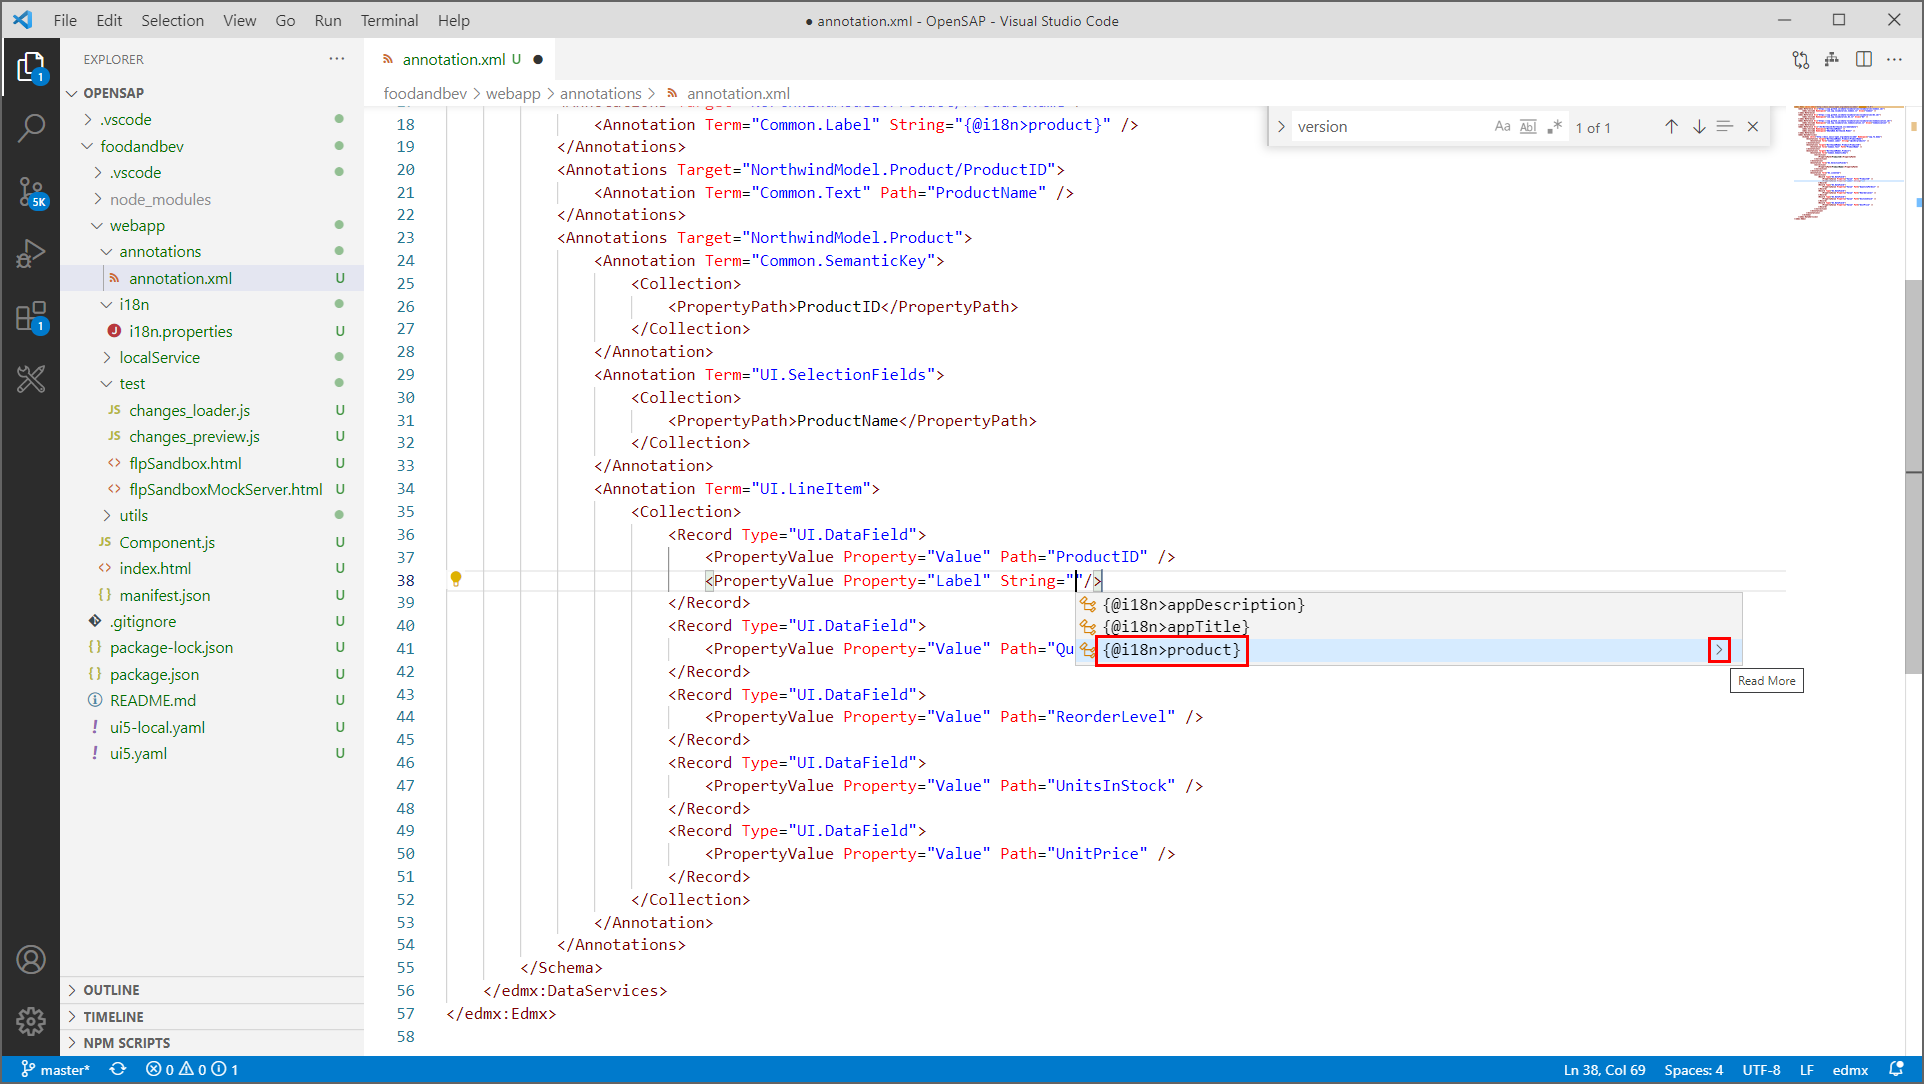 File Edit Selection View Go Run Terminal Help
● annotation.xml - OpenSAP - Visual Studio Code
EXPLORER
annotation.xml U ●
OPENSAP
foodandbev > webapp > annotations > annotation.xml
.vscode
foodandbev
.vscode
node_modules
webapp
annotations
annotation.xml U
i18n
i18n.properties U
localService
test
JS changes_loader.js U
JS changes_preview.js U
<> flpSandbox.html U
<> flpSandboxMockServer.html U
utils
JS Component.js U
<> index.html U
{} manifest.json U
.gitignore U
{} package-lock.json U
{} package.json U
README.md U
! ui5-local.yaml U
! ui5.yaml U
OUTLINE
TIMELINE
NPM SCRIPTS
1
5K
1
version Aa Abl .* 1 of 1
18 <Annotation Term="Common.Label" String="{@i18n>product}" />
19 </Annotations>
20 <Annotations Target="NorthwindModel.Product/ProductID">
21 <Annotation Term="Common.Text" Path="ProductName" />
22 </Annotations>
23 <Annotations Target="NorthwindModel.Product">
24 <Annotation Term="Common.SemanticKey">
25 <Collection>
26 <PropertyPath>ProductID</PropertyPath>
27 </Collection>
28 </Annotation>
29 <Annotation Term="UI.SelectionFields">
30 <Collection>
31 <PropertyPath>ProductName</PropertyPath>
32 </Collection>
33 </Annotation>
34 <Annotation Term="UI.LineItem">
35 <Collection>
36 <Record Type="UI.DataField">
37 <PropertyValue Property="Value" Path="ProductID" />
38 <PropertyValue Property="Label" String=""/>
39 </Record>
{@i18n>appDescription}
40 <Record Type="UI.DataField">
{@i18n>appTitle}
41 <PropertyValue Property="Value" Path="Qu
{@i18n>product}
Read More
42 </Record>
43 <Record Type="UI.DataField">
44 <PropertyValue Property="Value" Path="ReorderLevel" />
45 </Record>
46 <Record Type="UI.DataField">
47 <PropertyValue Property="Value" Path="UnitsInStock" />
48 </Record>
49 <Record Type="UI.DataField">
50 <PropertyValue Property="Value" Path="UnitPrice" />
51 </Record>
52 </Collection>
53 </Annotation>
54 </Annotations>
55 </Schema>
56 </edmx:DataServices>
57 </edmx:Edmx>
58
master* 0 0 1
Ln 38, Col 69 Spaces: 4 UTF-8 LF edmx